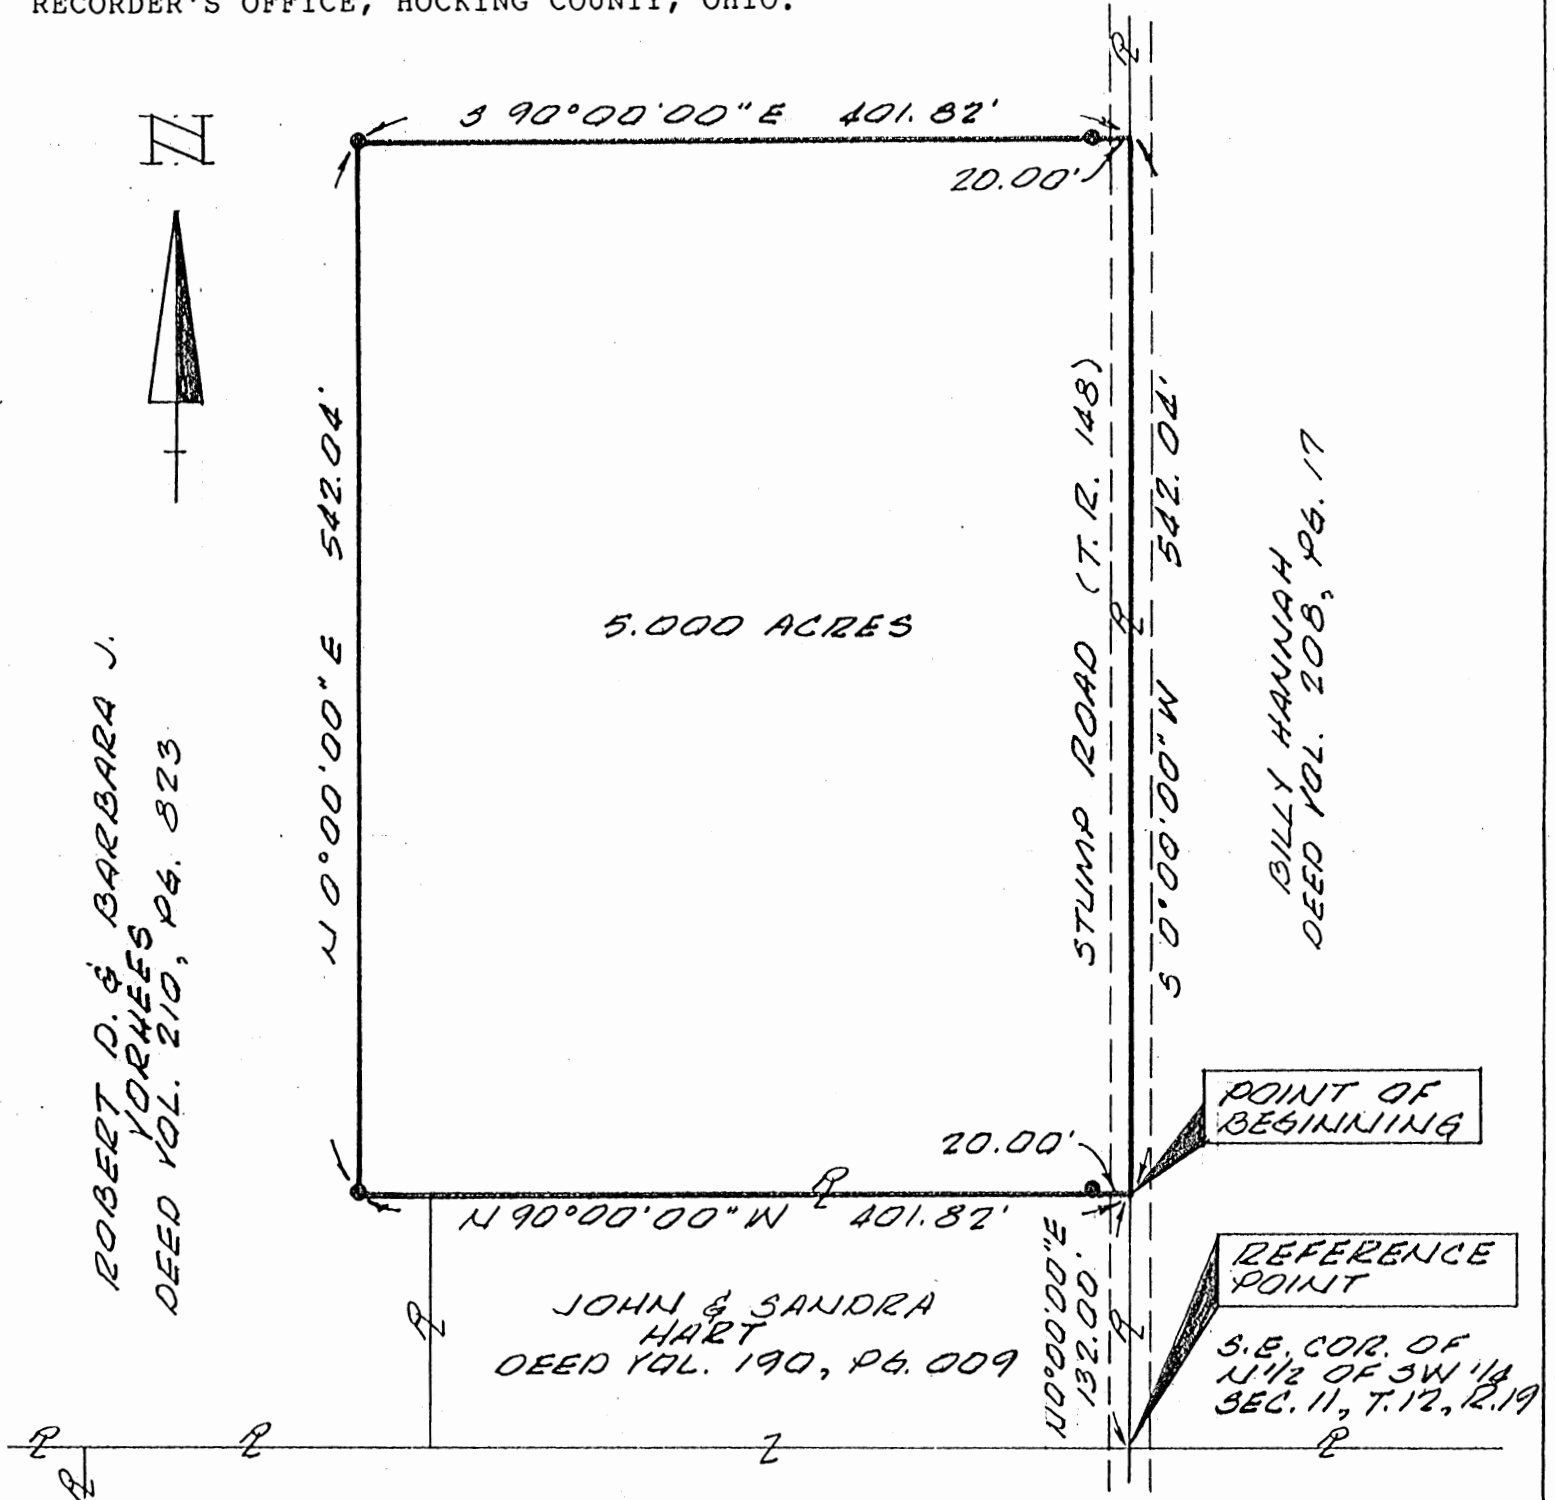 RECORDER'S OFFICE, HOCKING COUNTY, OHIO.
N
S 90°00'00"E 401.82'
20.00'
N 0°00'00"E 542.04'
5.000 ACRES
STUMP ROAD (T.R. 148)
S 0°00'00"W 542.04'
BILLY HANNAH
DEED VOL. 208, PG. 17
ROBERT D. & BARBARA J.
VORHEES
DEED VOL. 210, PG. 823
POINT OF
BEGINNING
20.00'
N 90°00'00"W 401.82'
N 0°00'00"E
132.00'
REFERENCE
POINT
JOHN & SANDRA
HART
DEED VOL. 190, PG. 009
S.E. COR. OF
N 1/2 OF SW 1/4
SEC. 11, T.12, R.19